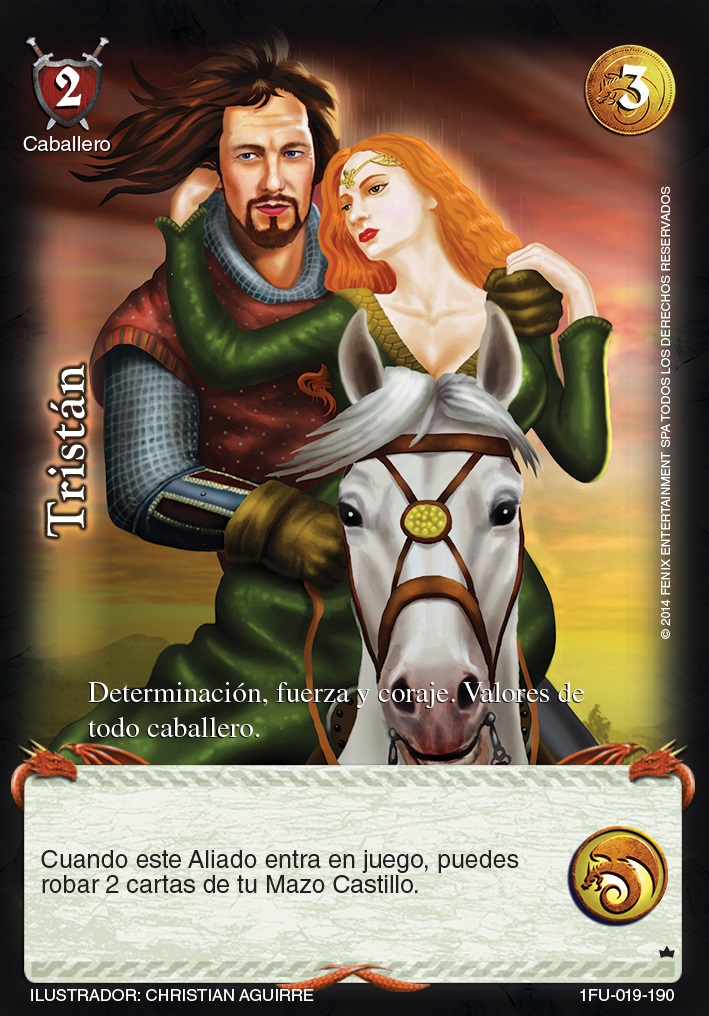 2
3
Caballero
Tristán
© 2014 FENIX ENTERTAINMENT SPA TODOS LOS DERECHOS RESERVADOS
Determinación, fuerza y coraje. Valores de
todo caballero.
Cuando este Aliado entra en juego, puedes
robar 2 cartas de tu Mazo Castillo.
ILUSTRADOR: CHRISTIAN AGUIRRE
1FU-019-190